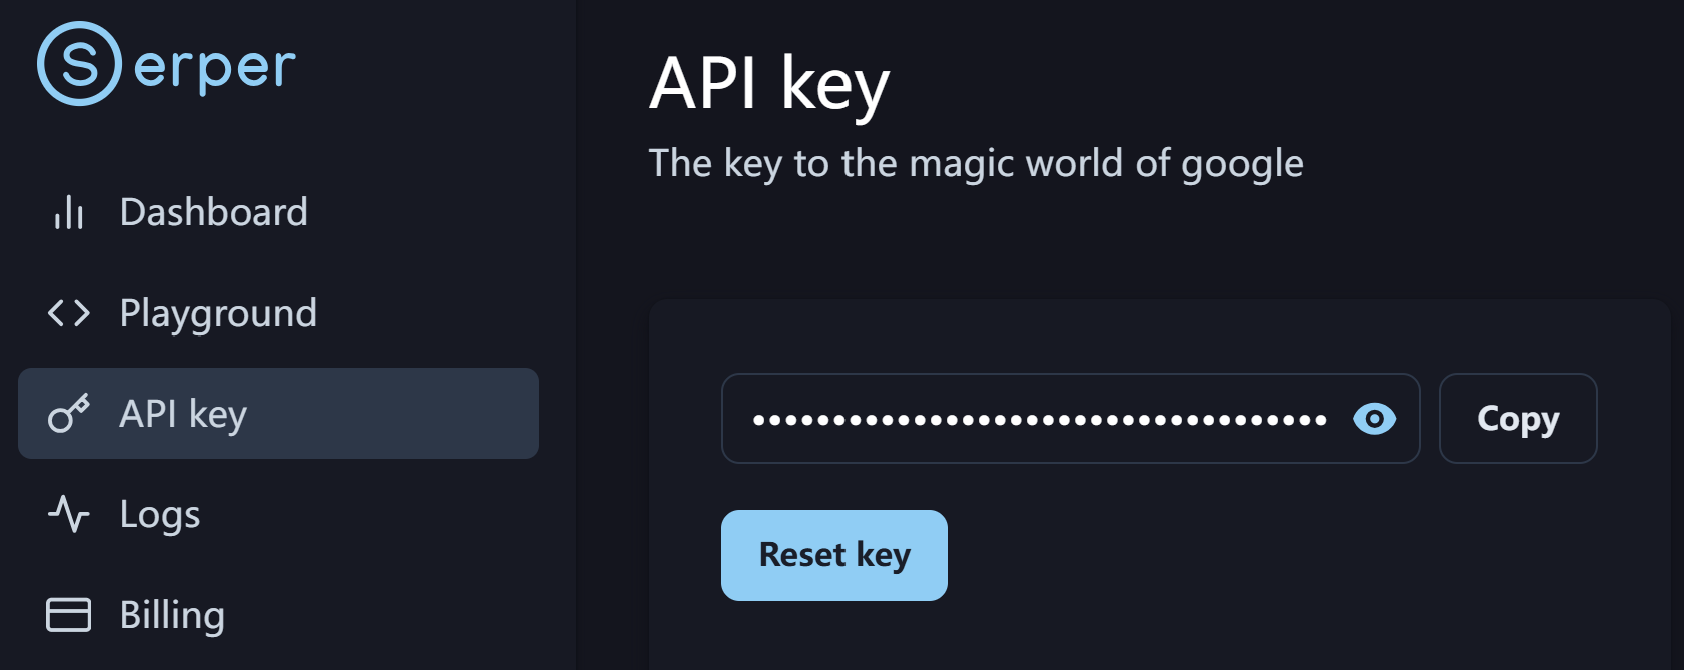 Serper
Dashboard
Playground
API key
Logs
Billing
API key
The key to the magic world of google
••••••••••••••••••••••••••••••••••••
Copy
Reset key